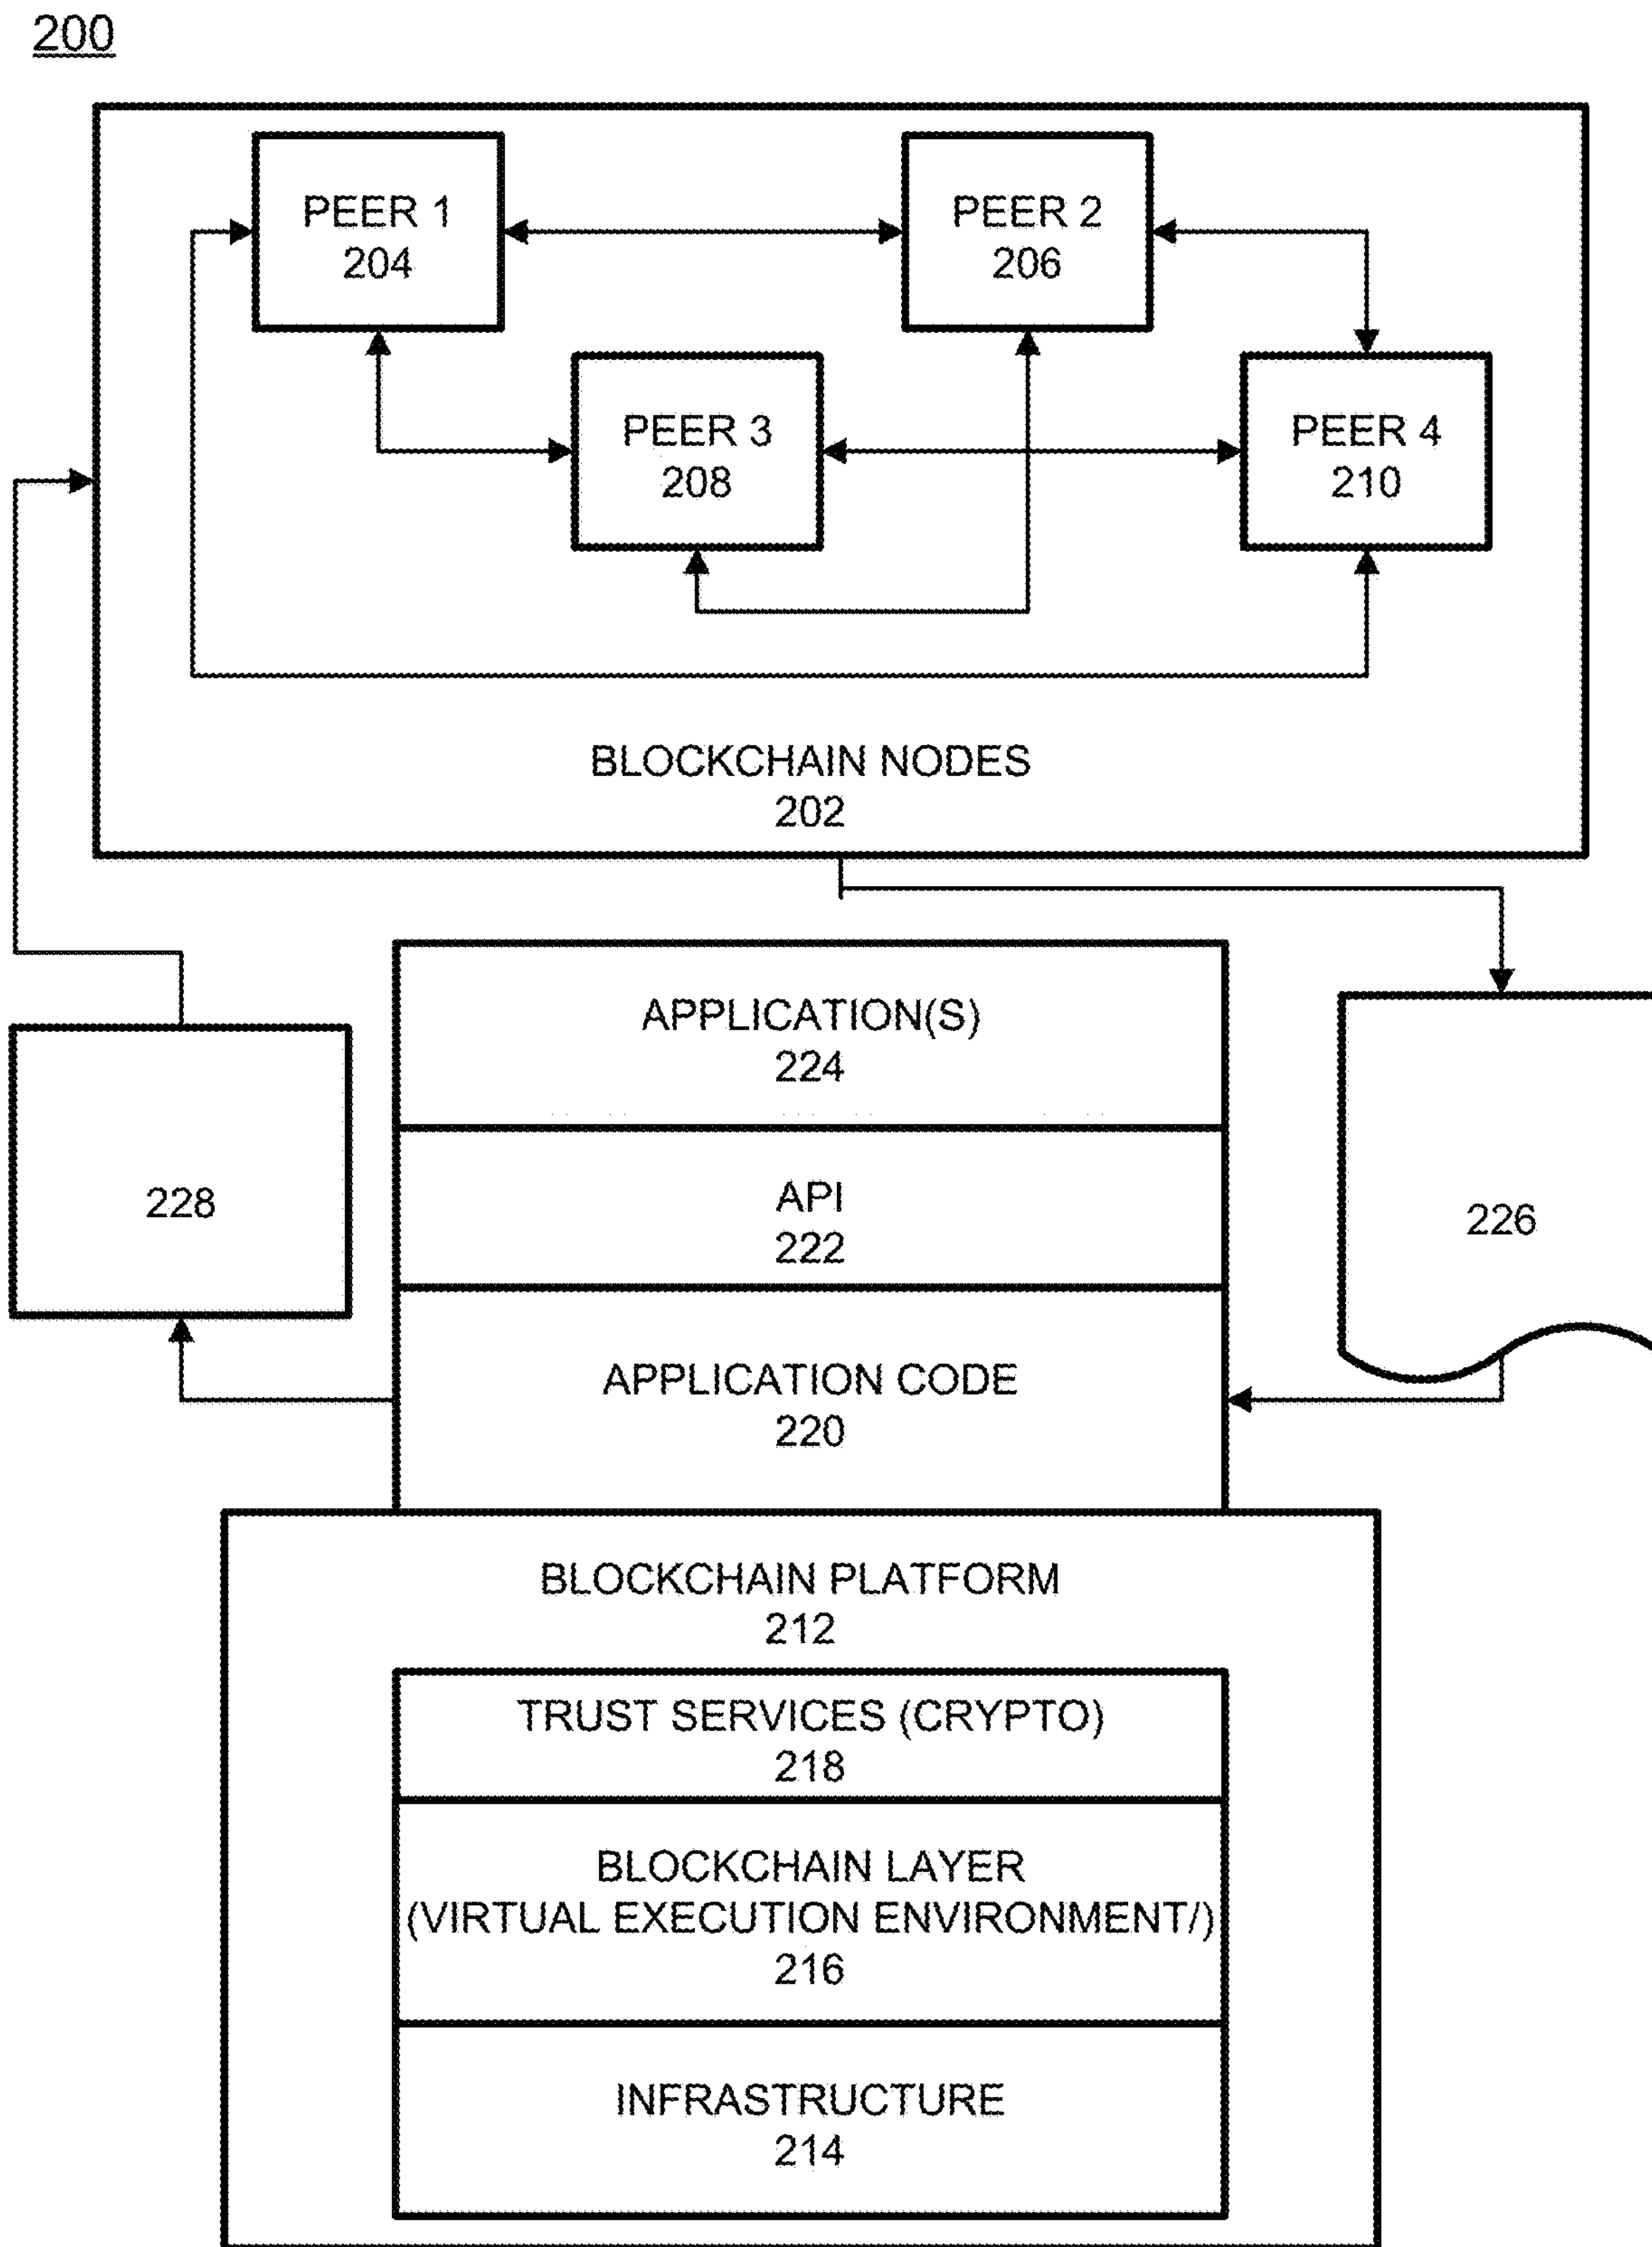 200
PEER 1
204
PEER 2
206
PEER 3
208
PEER 4
210
BLOCKCHAIN NODES
202
APPLICATION(S)
224
API
222
228
226
APPLICATION CODE
220
BLOCKCHAIN PLATFORM
212
TRUST SERVICES (CRYPTO)
218
BLOCKCHAIN LAYER
(VIRTUAL EXECUTION ENVIRONMENT/)
216
INFRASTRUCTURE
214